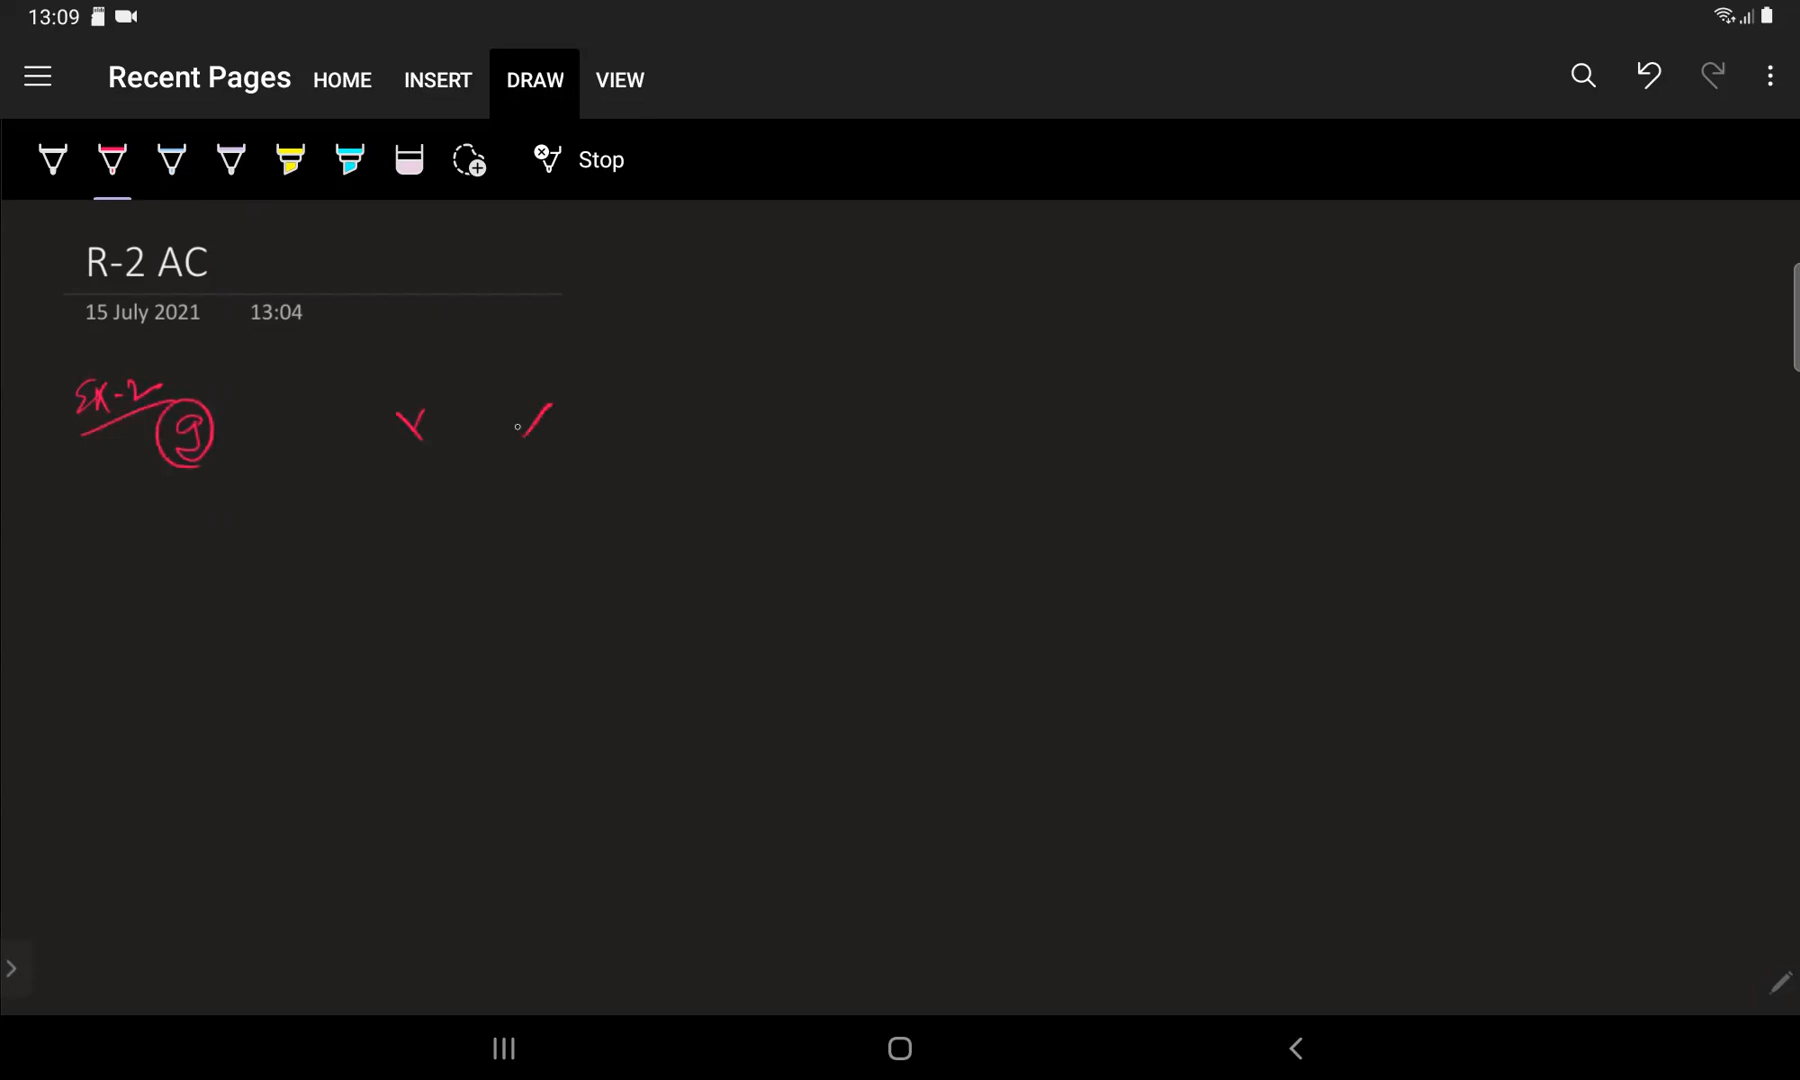 13:09
Recent Pages HOME INSERT DRAW VIEW
Stop
R-2 AC
15 July 2021 13:04
Ex-2
9